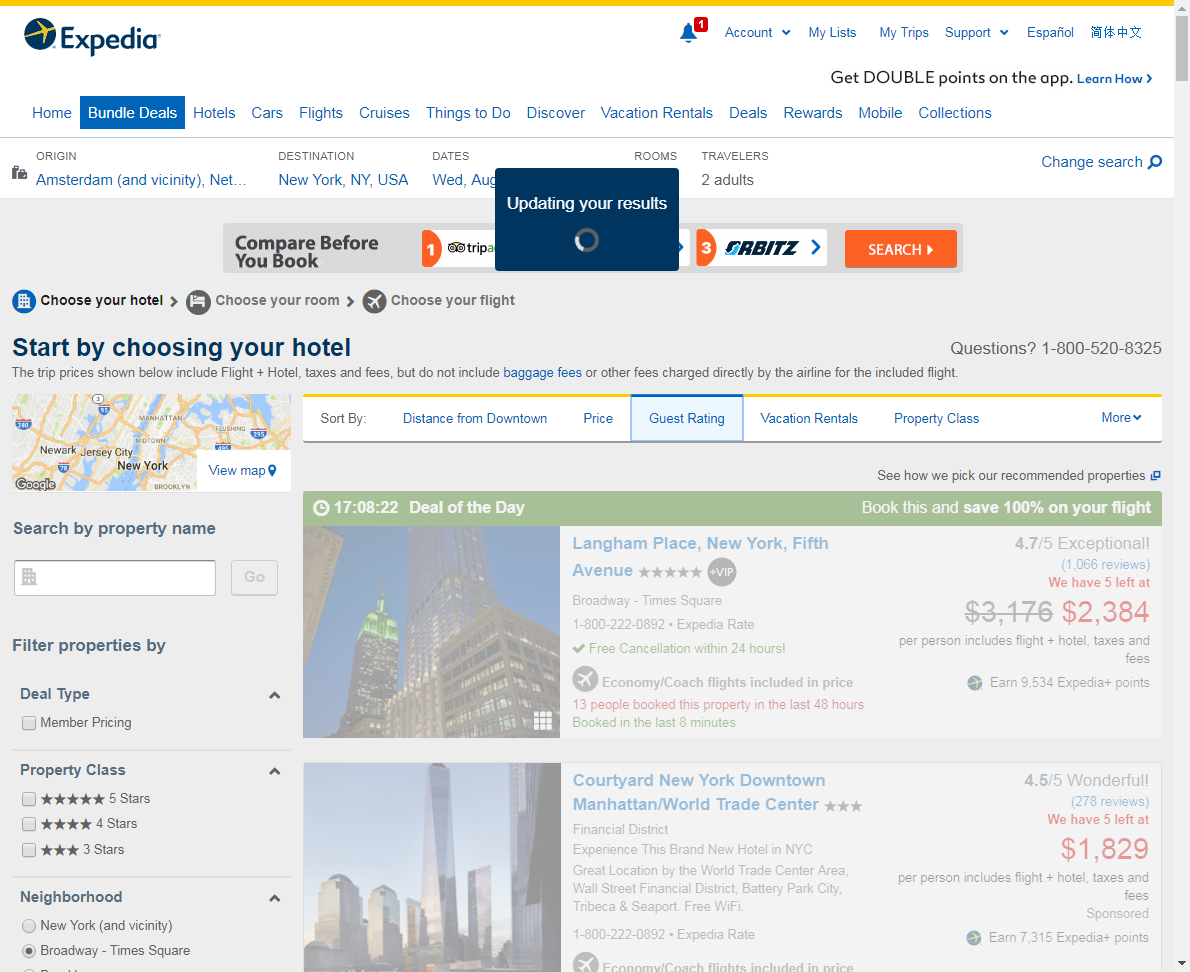 Expedia
1
Account
My Lists
My Trips
Support
Español
简体中文
Get DOUBLE points on the app. Learn How
Home
Bundle Deals
Hotels
Cars
Flights
Cruises
Things to Do
Discover
Vacation Rentals
Deals
Rewards
Mobile
Collections
ORIGIN
Amsterdam (and vicinity), Net...
DESTINATION
New York, NY, USA
DATES
Wed, Aug
ROOMS
TRAVELERS
2 adults
Change search
Updating your results
Compare Before
You Book
1
3
ORBITZ
SEARCH
Choose your hotel
Choose your room
Choose your flight
Start by choosing your hotel
Questions? 1-800-520-8325
The trip prices shown below include Flight + Hotel, taxes and fees, but do not include baggage fees or other fees charged directly by the airline for the included flight.
MANHATTAN
FLUSHING
MIDTOWN
Newark
Jersey City
New York
BROOKLYN
3
95
280
295
495
78
Google
View map
Sort By:
Distance from Downtown
Price
Guest Rating
Vacation Rentals
Property Class
More
See how we pick our recommended properties
Search by property name
Go
Filter properties by
Deal Type
Member Pricing
Property Class
5 Stars
4 Stars
3 Stars
Neighborhood
New York (and vicinity)
Broadway - Times Square
17:08:22 Deal of the Day
Book this and save 100% on your flight
Langham Place, New York, Fifth
Avenue
+VIP
Broadway - Times Square
1-800-222-0892 • Expedia Rate
Free Cancellation within 24 hours!
Economy/Coach flights included in price
13 people booked this property in the last 48 hours
Booked in the last 8 minutes
4.7/5 Exceptional!
(1,066 reviews)
We have 5 left at
$3,176 $2,384
per person includes flight + hotel, taxes and
fees
Earn 9,534 Expedia+ points
Courtyard New York Downtown
Manhattan/World Trade Center
Financial District
Experience This Brand New Hotel in NYC
Great Location by the World Trade Center Area,
Wall Street Financial District, Battery Park City,
Tribeca & Seaport. Free WiFi.
1-800-222-0892 • Expedia Rate
Economy/Coach flights included in price
4.5/5 Wonderful!
(278 reviews)
We have 5 left at
$1,829
per person includes flight + hotel, taxes and
fees
Sponsored
Earn 7,315 Expedia+ points